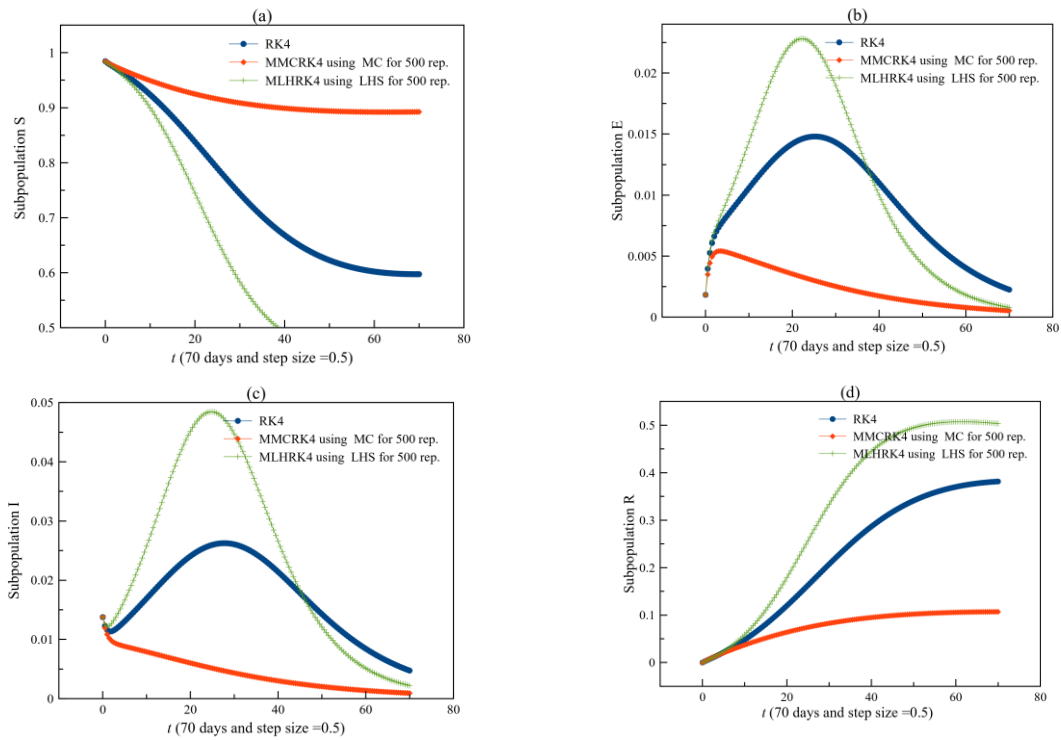 (a)
RK4
MMCRK4 using MC for 500 rep.
MLHRK4 using LHS for 500 rep.
Subpopulation S
1
0.9
0.8
0.7
0.6
0.5
0
20
40
60
80
t (70 days and step size =0.5)
(b)
RK4
MMCRK4 using MC for 500 rep.
MLHRK4 using LHS for 500 rep.
Subpopulation E
0.02
0.015
0.01
0.005
0
0
20
40
60
80
t (70 days and step size =0.5)
(c)
RK4
MMCRK4 using MC for 500 rep.
MLHRK4 using LHS for 500 rep.
Subpopulation I
0.05
0.04
0.03
0.02
0.01
0
0
20
40
60
80
t (70 days and step size =0.5)
(d)
RK4
MMCRK4 using MC for 500 rep.
MLHRK4 using LHS for 500 rep.
Subpopulation R
0.5
0.4
0.3
0.2
0.1
0
0
20
40
60
80
t (70 days and step size =0.5)